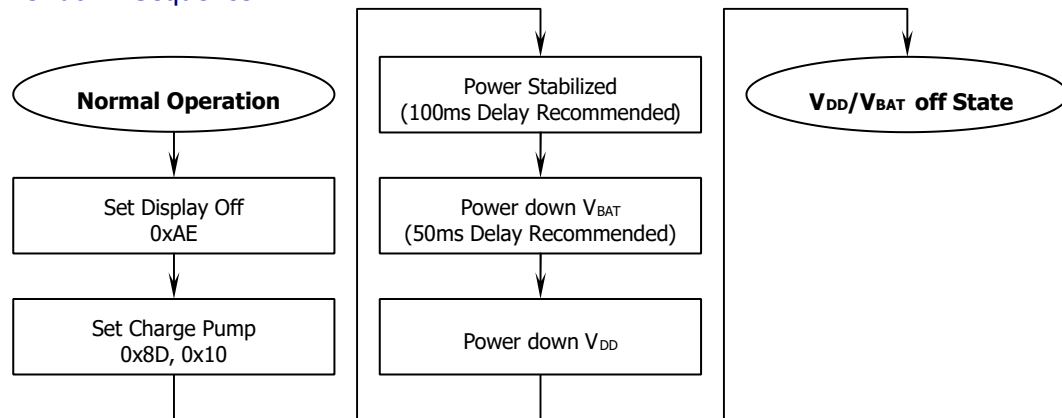 Normal Operation
Set Display Off
0xAE
Set Charge Pump
0x8D, 0x10
Power Stabilized
(100ms Delay Recommended)
Power down VBAT
(50ms Delay Recommended)
Power down VDD
VDD/VBAT off State